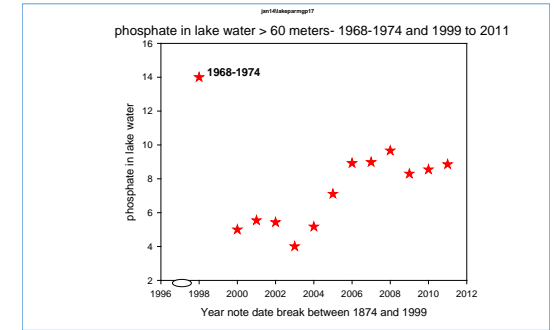 jan14\lakeparmgp17
phosphate in lake water > 60 meters- 1968-1974 and 1999 to 2011
16
14
12
10
8
6
4
2
phosphate in lake water
1968-1974
1996 1998 2000 2002 2004 2006 2008 2010 2012
Year note date break between 1874 and 1999